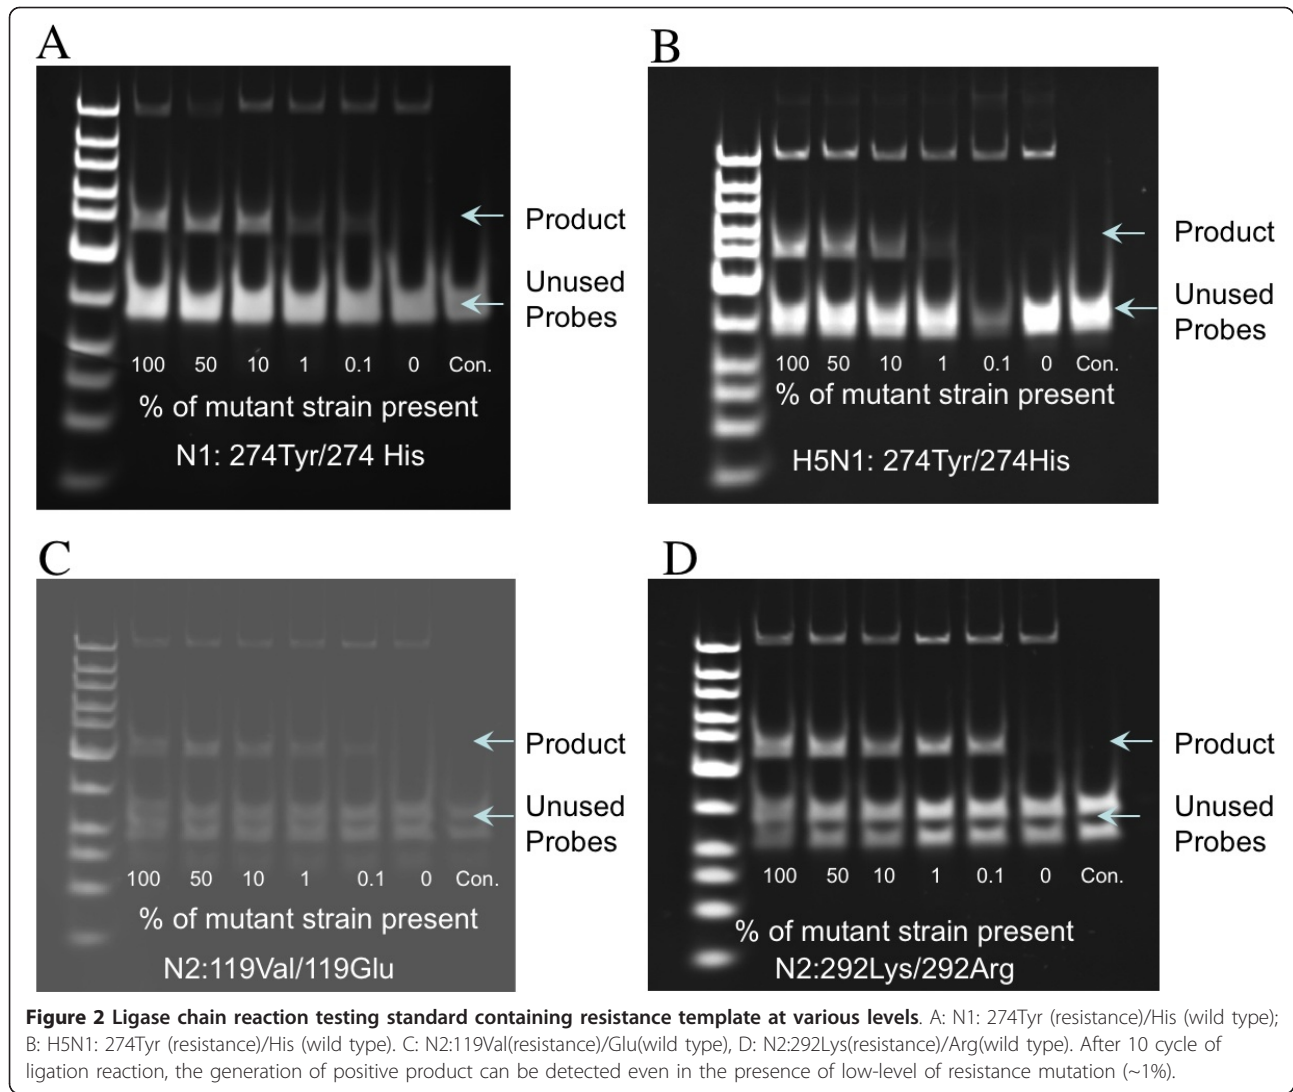 A
Product
Unused
Probes
100 50 10 1 0.1 0 Con.
% of mutant strain present
N1: 274Tyr/274 His
B
Product
Unused
Probes
100 50 10 1 0.1 0 Con.
% of mutant strain present
H5N1: 274Tyr/274His
C
Product
Unused
Probes
100 50 10 1 0.1 0 Con.
% of mutant strain present
N2:119Val/119Glu
D
Product
Unused
Probes
100 50 10 1 0.1 0 Con.
% of mutant strain present
N2:292Lys/292Arg
Figure 2 Ligase chain reaction testing standard containing resistance template at various levels. A: N1: 274Tyr (resistance)/His (wild type);
B: H5N1: 274Tyr (resistance)/His (wild type). C: N2:119Val(resistance)/Glu(wild type), D: N2:292Lys(resistance)/Arg(wild type). After 10 cycle of
ligation reaction, the generation of positive product can be detected even in the presence of low-level of resistance mutation (~1%).